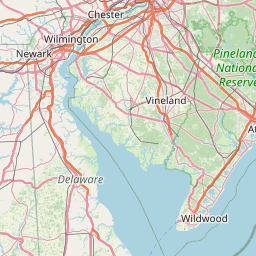 Chester
Wilmington
Newark
Pinelands
National
Reserve
Vineland
At
Delaware
Wildwood